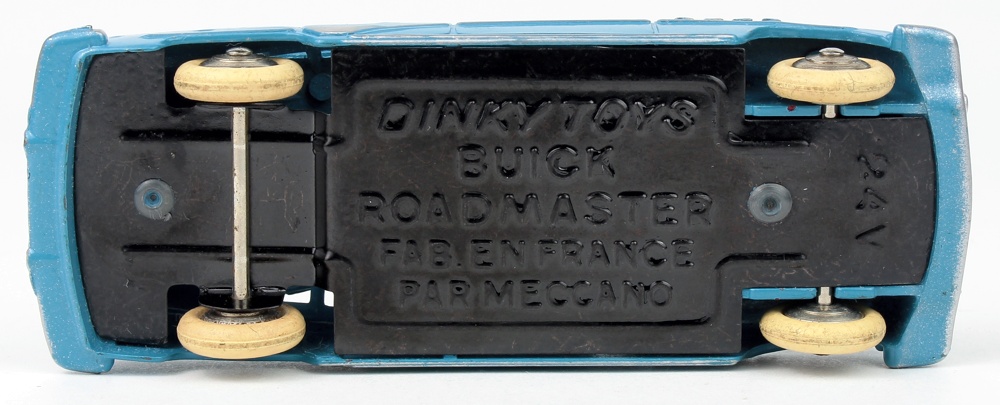 DINKY TOYS
BUICK
ROADMASTER
FAB. EN FRANCE
PAR MECCANO
24V